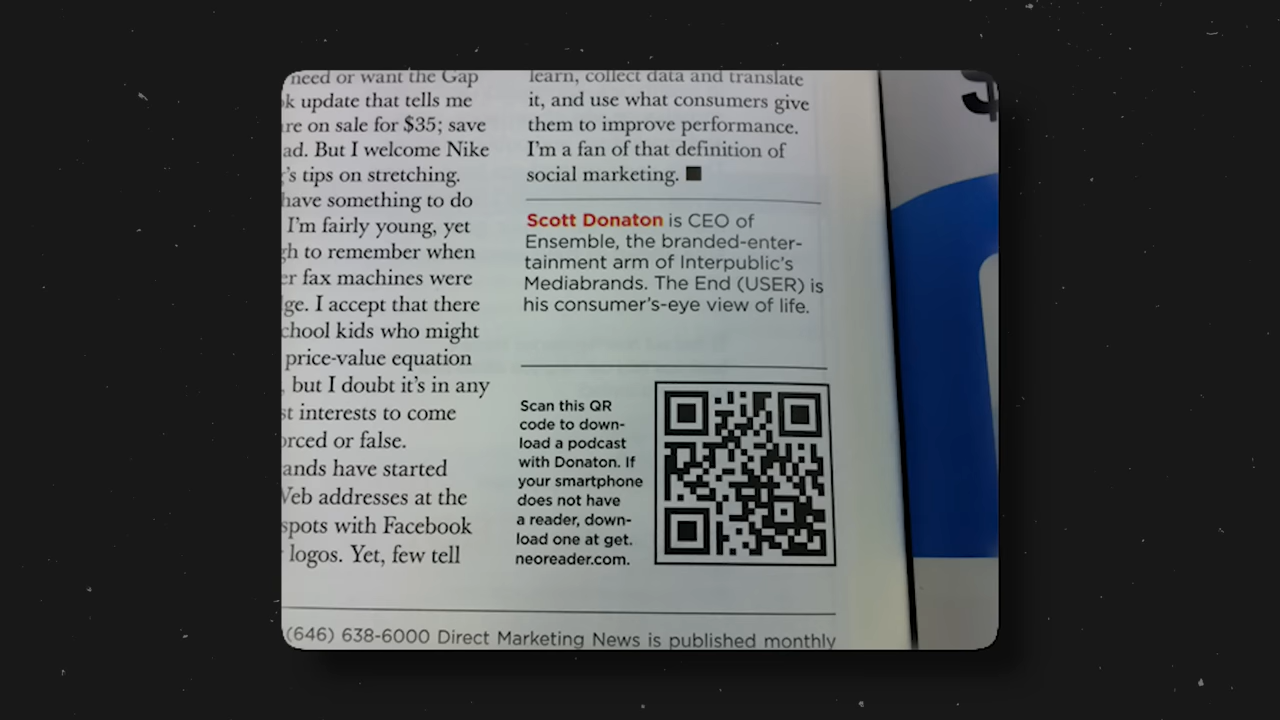 need or want the Gap
k update that tells me
re on sale for $35; save
ad. But I welcome Nike
's tips on stretching.
have something to do
I'm fairly young, yet
gh to remember when
er fax machines were
ge. I accept that there
chool kids who might
price-value equation
, but I doubt it's in any
st interests to come
orced or false.
ands have started
Web addresses at the
spots with Facebook
logos. Yet, few tell
learn, collect data and translate
it, and use what consumers give
them to improve performance.
I'm a fan of that definition of
social marketing. ■
Scott Donaton is CEO of
Ensemble, the branded-enter-
tainment arm of Interpublic's
Mediabrands. The End (USER) is
his consumer's-eye view of life.
Scan this QR
code to down-
load a podcast
with Donaton. If
your smartphone
does not have
a reader, down-
load one at get.
neoreader.com.
(646) 638-6000 Direct Marketing News is published monthly